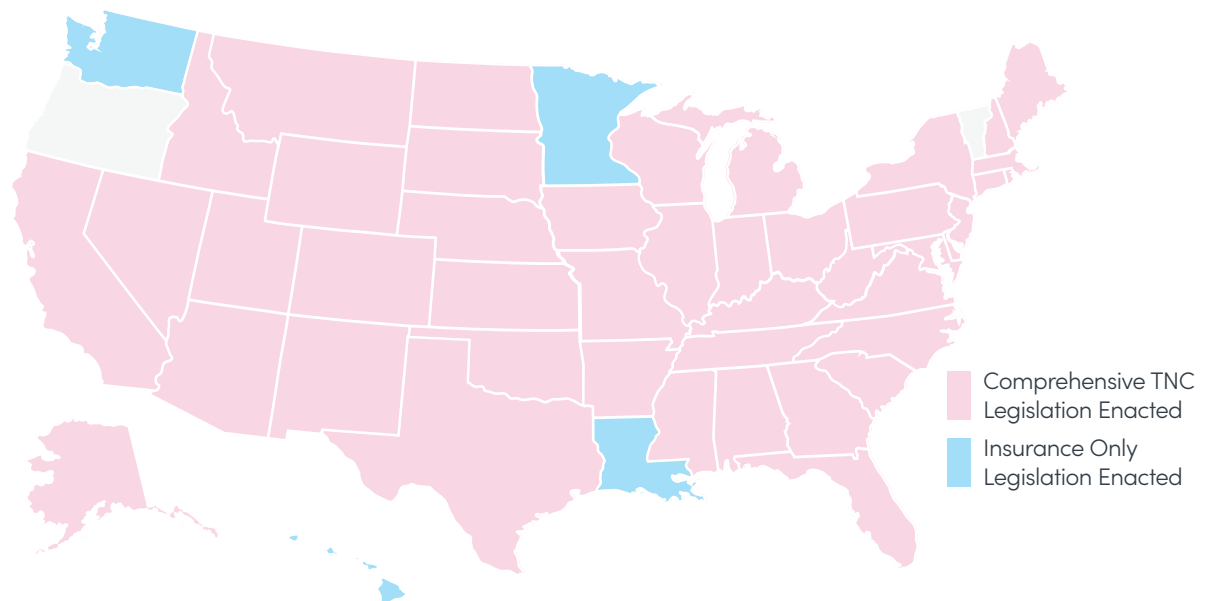 Comprehensive TNC
Legislation Enacted
Insurance Only
Legislation Enacted